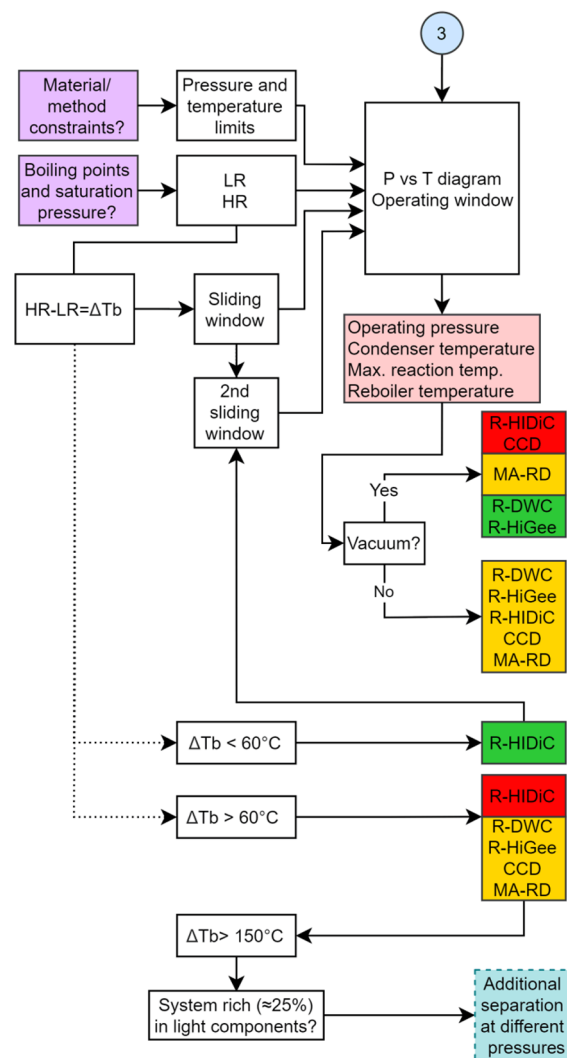 3
Material/
method
constraints?
Pressure and
temperature
limits
P vs T diagram
Operating window
Boiling points
and saturation
pressure?
LR
HR
HR-LR=ΔTb
Sliding
window
2nd
sliding
window
Operating pressure
Condenser temperature
Max. reaction temp.
Reboiler temperature
R-HIDiC
CCD
MA-RD
R-DWC
R-HiGee
Yes
Vacuum?
No
R-DWC
R-HiGee
R-HIDiC
CCD
MA-RD
ΔTb < 60°C
R-HIDiC
ΔTb > 60°C
R-HIDiC
R-DWC
R-HiGee
CCD
MA-RD
ΔTb> 150°C
System rich (≈25%)
in light components?
Additional
separation
at different
pressures